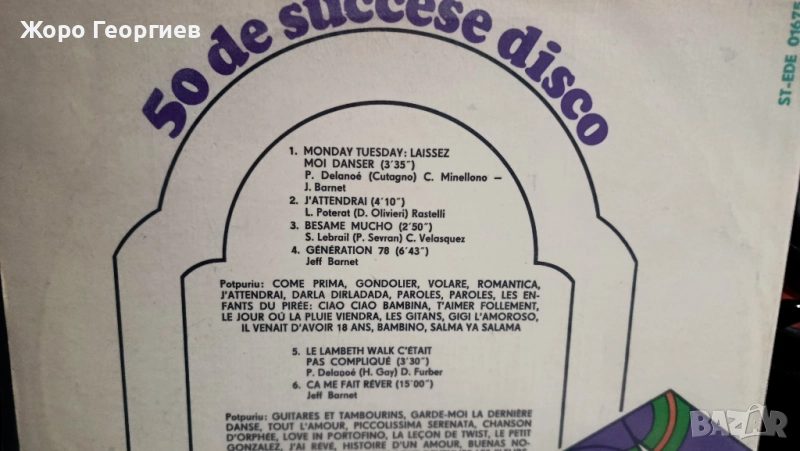 Жоро Георгиев
50 de succese disco
ST-EDE 01675
1. MONDAY TUESDAY: LAISSEZ
MOI DANSER (3′35″)
P. Delanoé (Cutagno) C. Minellono —
J. Barnet
2. J'ATTENDRAI (4′10″)
L. Poterat (D. Olivieri) Rastelli
3. BESAME MUCHO (2′50″)
S. Lebrail (P. Sevran) C. Velasquez
4. GÉNÉRATION 78 (6′43″)
Jeff Barnet
Potpuriu: COME PRIMA, GONDOLIER, VOLARE, ROMANTICA,
J'ATTENDRAI, DARLA DIRLADADA, PAROLES, PAROLES, LES EN-
FANTS DU PIRÉE: CIAO CIAO BAMBINA, T'AIMER FOLLEMENT,
LE JOUR OÙ LA PLUIE VIENDRA, LES GITANS, GIGI L'AMOROSO,
IL VENAIT D'AVOIR 18 ANS, BAMBINO, SALMA YA SALAMA
5. LE LAMBETH WALK C'ÉTAIT
PAS COMPLIQUÉ (3′30″)
P. Delapoé (H. Gay) D. Furber
6. CA ME FAIT RÊVER (15′00″)
Jeff Barnet
Potpuriu: GUITARES ET TAMBOURINS, GARDE-MOI LA DERNIÈRE
DANSE, TOUT L'AMOUR, PICCOLISSIMA SERENATA, CHANSON
D'ORPHÉE, LOVE IN PORTOFINO, LA LEÇON DE TWIST, LE PETIT
GONZALEZ, J'AI RÊVÉ, HISTOIRE D'UN AMOUR, BUENAS NO-
BAZAR